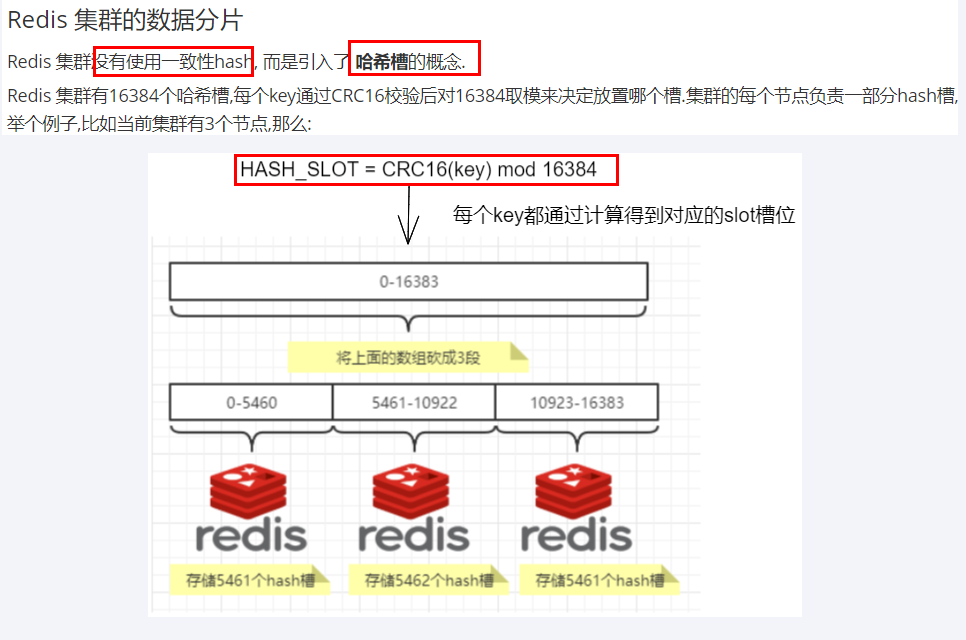 Redis 集群的数据分片
Redis 集群没有使用一致性hash, 而是引入了 哈希槽的概念.
Redis 集群有16384个哈希槽,每个key通过CRC16校验后对16384取模来决定放置哪个槽.集群的每个节点负责一部分hash槽,
举个例子,比如当前集群有3个节点,那么:
HASH_SLOT = CRC16(key) mod 16384
每个key都通过计算得到对应的slot槽位
0-16383
将上面的数组砍成3段
0-5460 5461-10922 10923-16383
redis redis redis
存储5461个hash槽 存储5462个hash槽 存储5461个hash槽